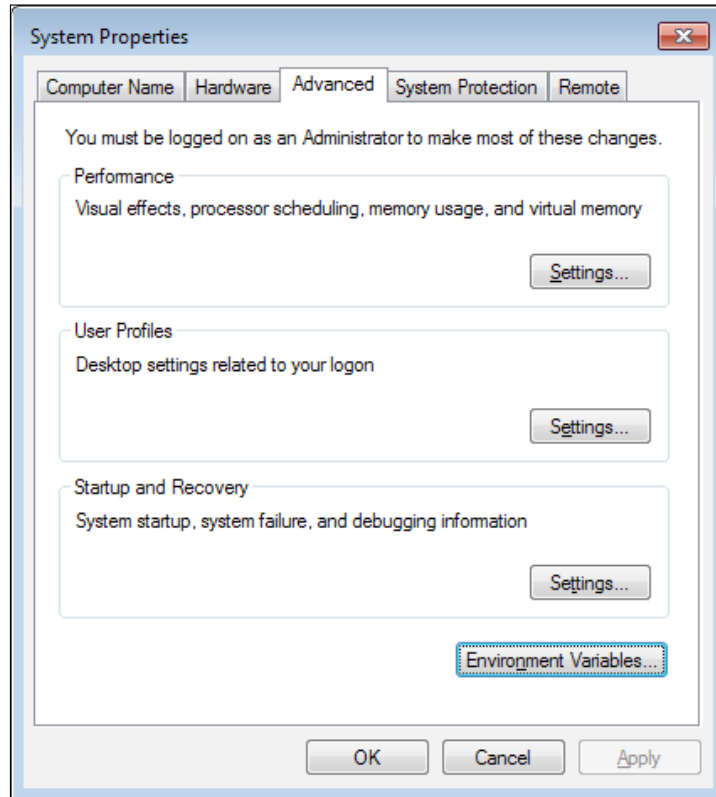 System Properties
Computer Name Hardware Advanced System Protection Remote
You must be logged on as an Administrator to make most of these changes.
Performance
Visual effects, processor scheduling, memory usage, and virtual memory
Settings...
User Profiles
Desktop settings related to your logon
Settings...
Startup and Recovery
System startup, system failure, and debugging information
Settings...
Environment Variables...
OK Cancel Apply